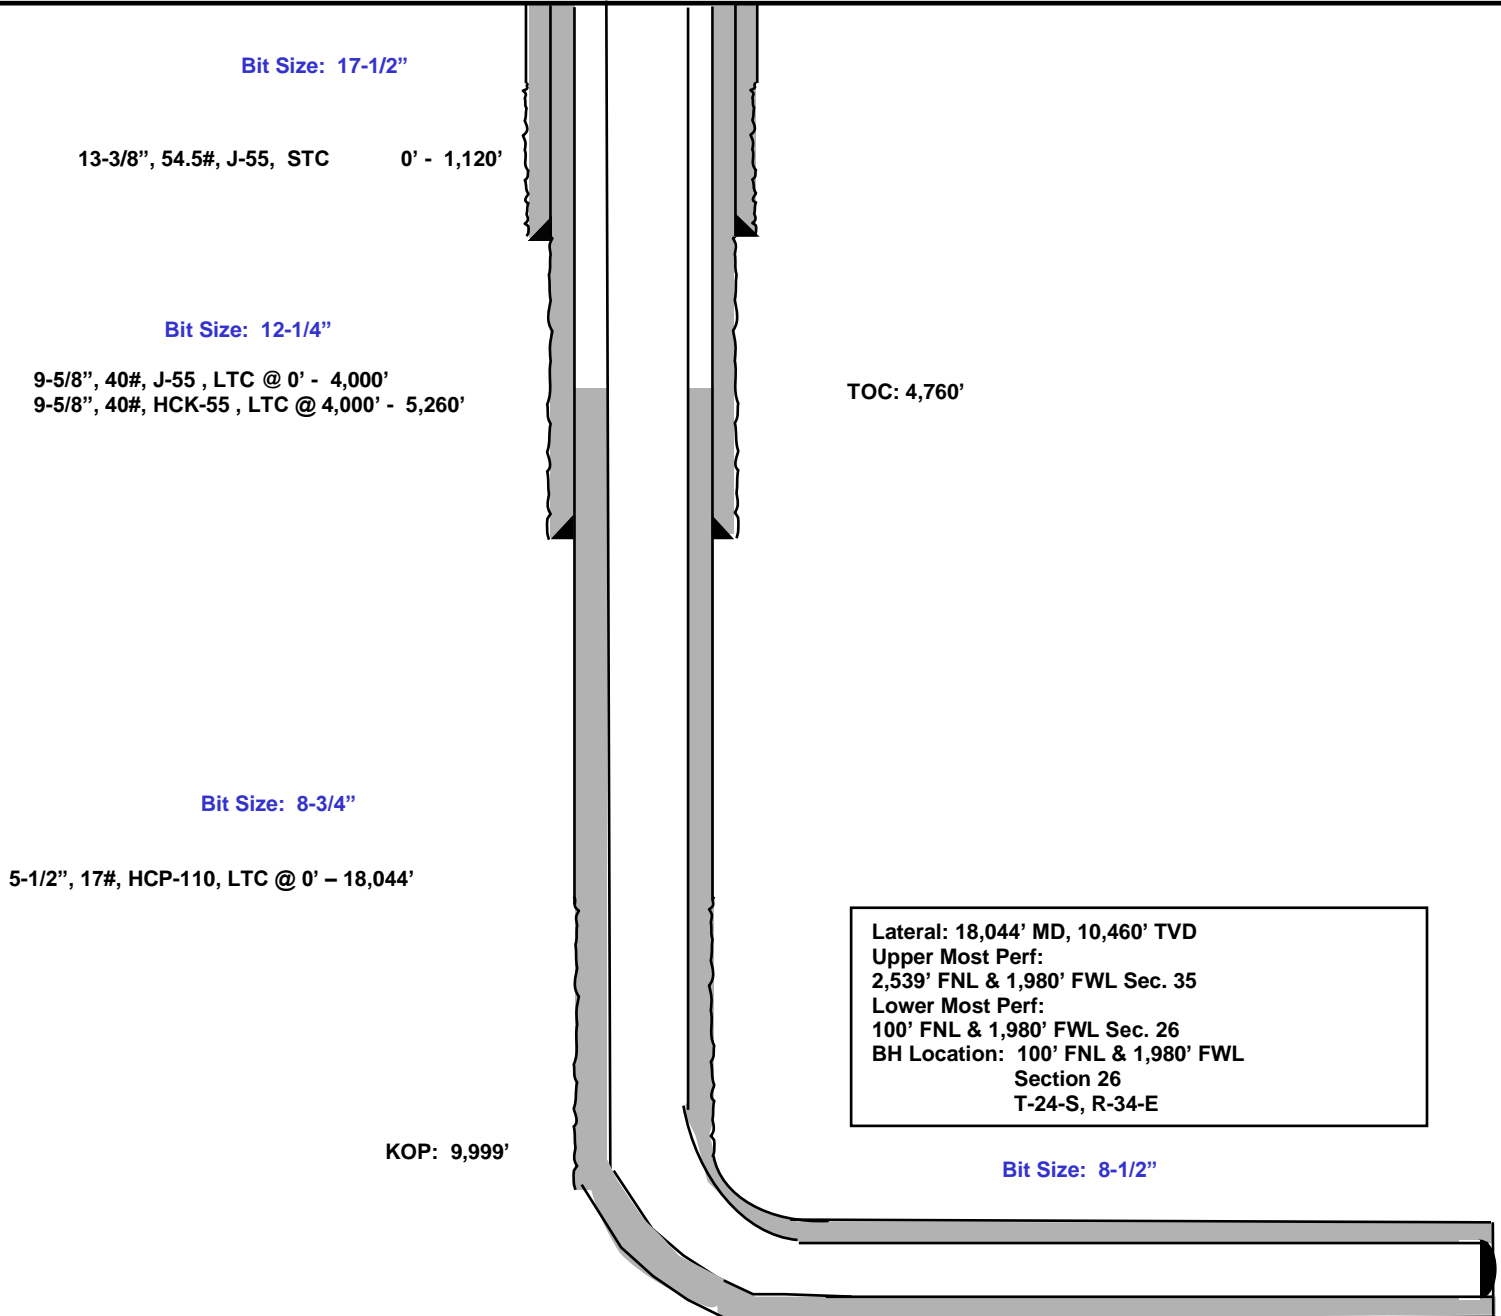 Bit Size: 17-1/2”
13-3/8”, 54.5#, J-55, STC 0’ - 1,120’
Bit Size: 12-1/4”
9-5/8”, 40#, J-55 , LTC @ 0’ - 4,000’
9-5/8”, 40#, HCK-55 , LTC @ 4,000’ - 5,260’
TOC: 4,760’
Bit Size: 8-3/4”
5-1/2”, 17#, HCP-110, LTC @ 0’ – 18,044’
Lateral: 18,044’ MD, 10,460’ TVD
Upper Most Perf:
2,539’ FNL & 1,980’ FWL Sec. 35
Lower Most Perf:
100’ FNL & 1,980’ FWL Sec. 26
BH Location: 100’ FNL & 1,980’ FWL
Section 26
T-24-S, R-34-E
KOP: 9,999’
Bit Size: 8-1/2”